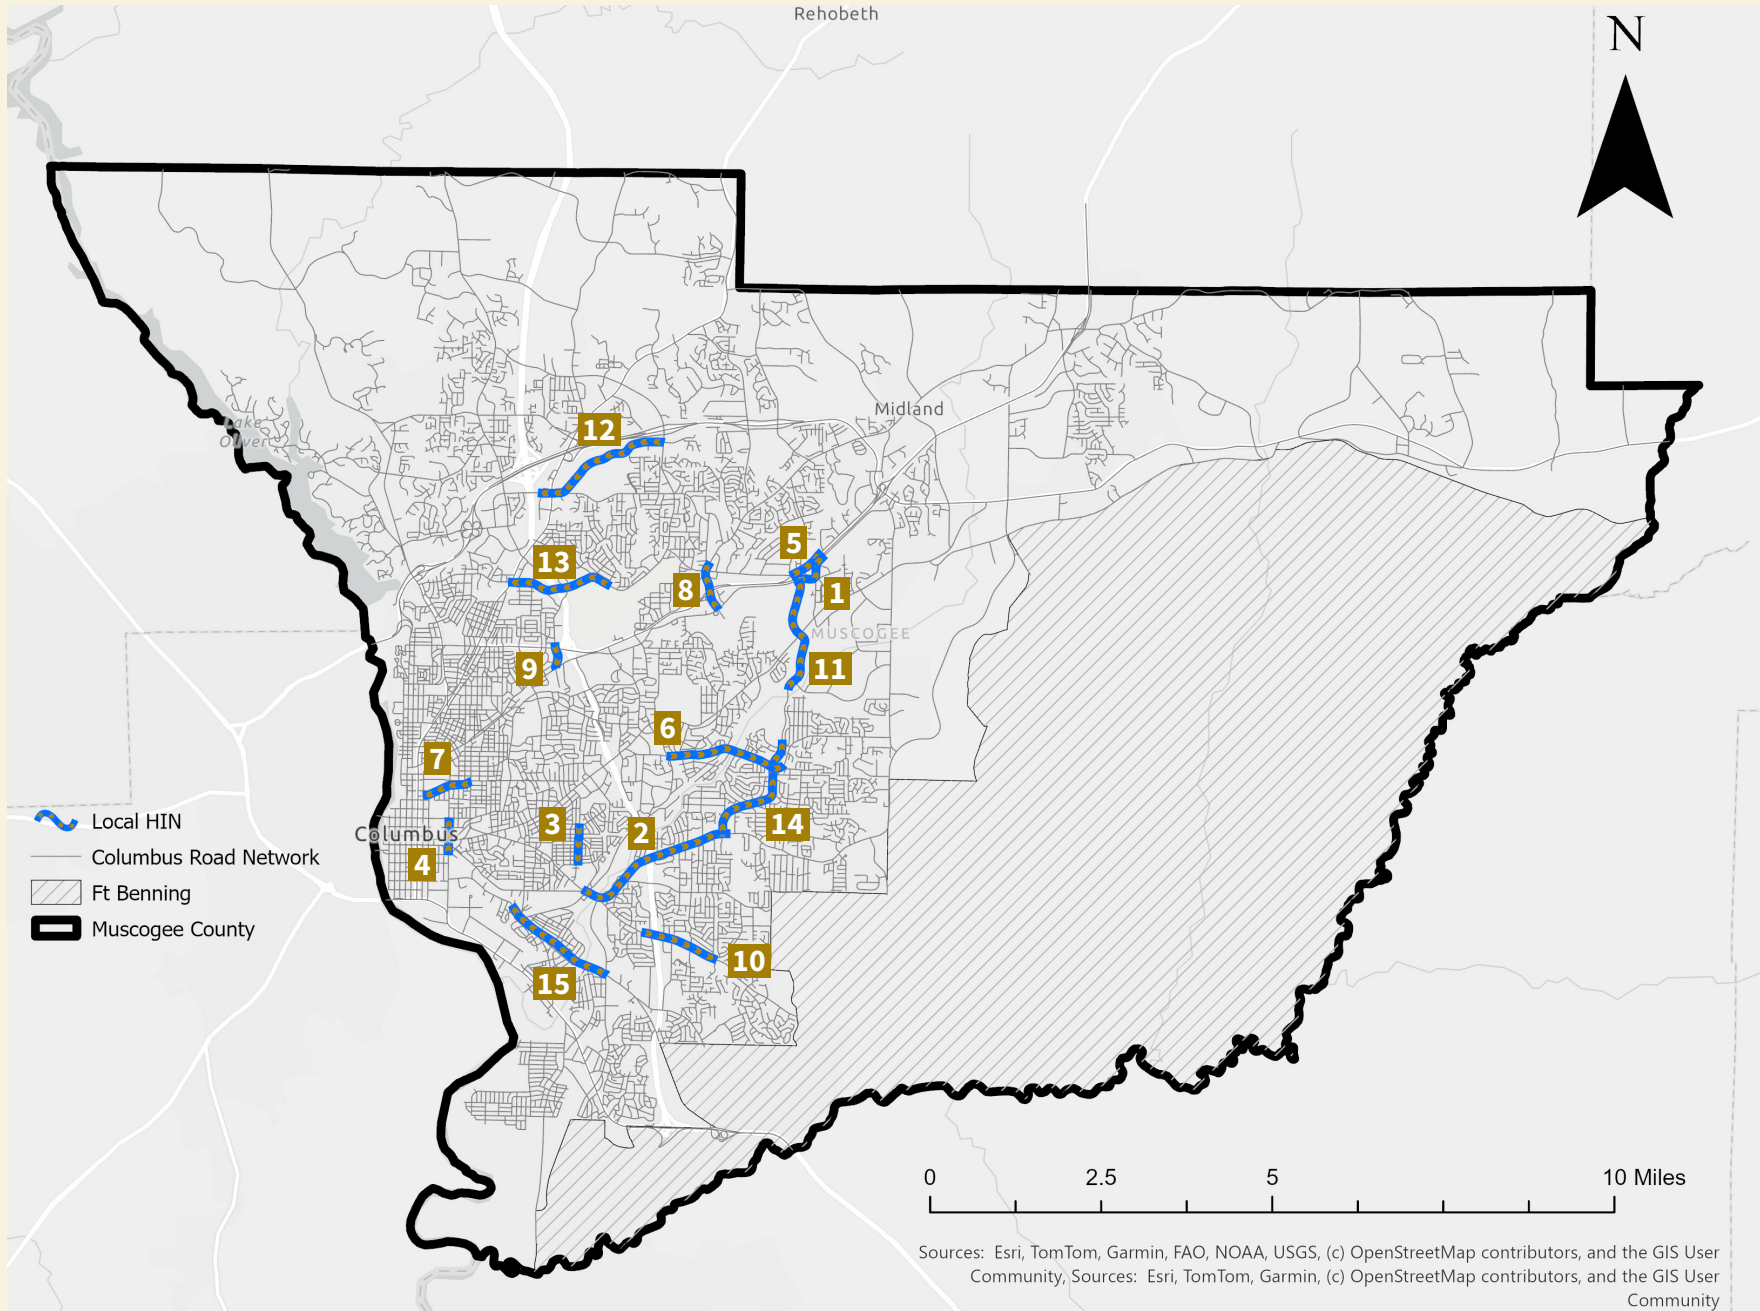 Rehobeth
N
Lake
Oliver
12
Midland
5
13
8
1
MUSCOGEE
9
11
6
7
3
2
14
Local HIN
Columbus
4
Columbus Road Network
Ft Benning
Muscogee County
10
15
0
2.5
5
10 Miles
Sources: Esri, TomTom, Garmin, FAO, NOAA, USGS, (c) OpenStreetMap contributors, and the GIS User
Community, Sources: Esri, TomTom, Garmin, (c) OpenStreetMap contributors, and the GIS User
Community